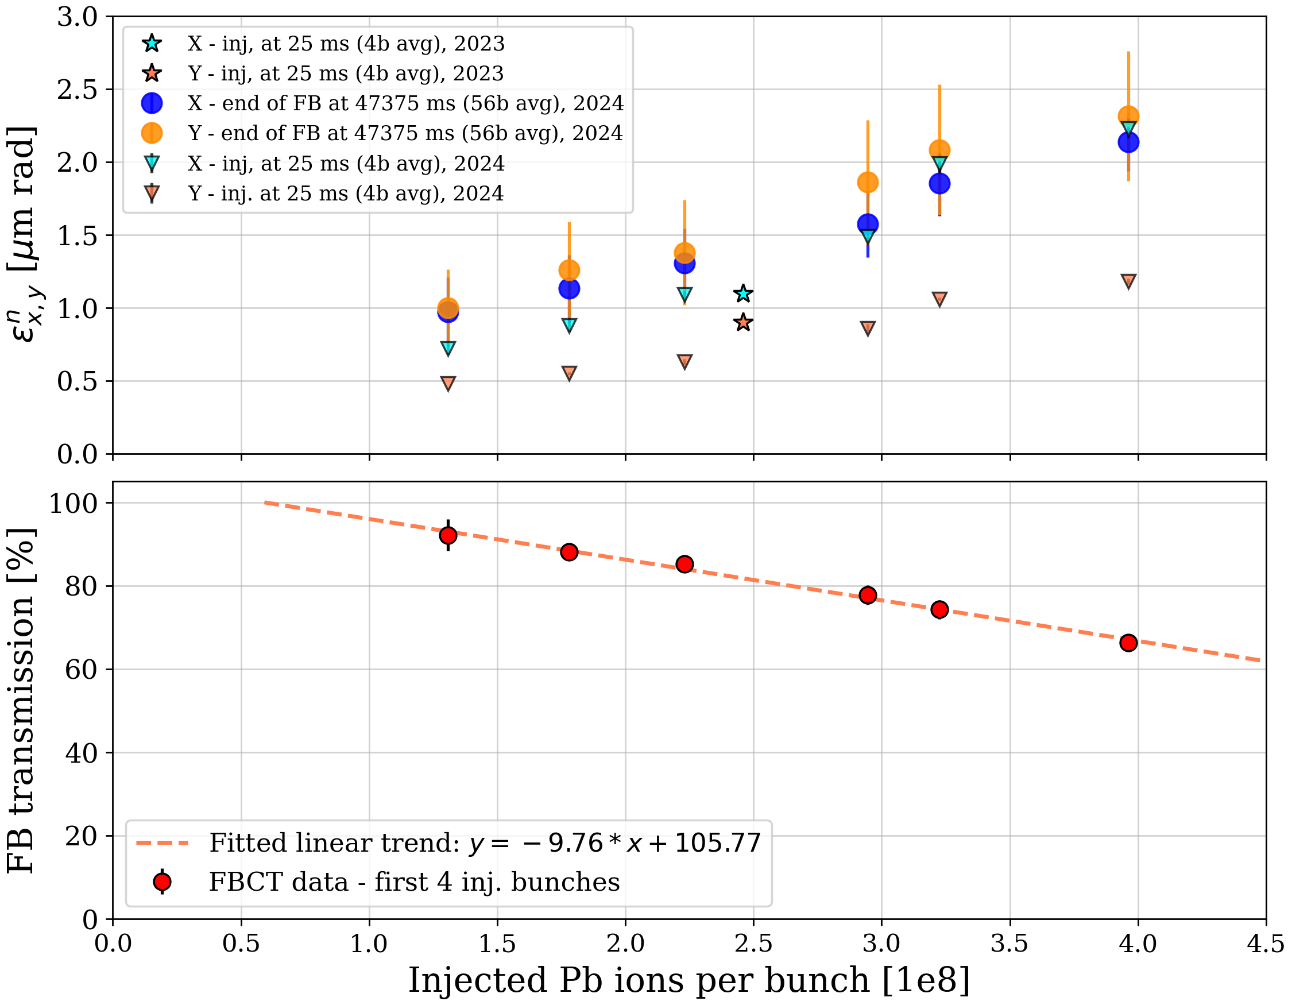 3.0
2.5
2.0
1.5
1.0
0.5
0.0
ε^n_{x,y} [μm rad]
X - inj, at 25 ms (4b avg), 2023
Y - inj, at 25 ms (4b avg), 2023
X - end of FB at 47375 ms (56b avg), 2024
Y - end of FB at 47375 ms (56b avg), 2024
X - inj, at 25 ms (4b avg), 2024
Y - inj. at 25 ms (4b avg), 2024
100
80
60
40
20
0
FB transmission [%]
Fitted linear trend: y = −9.76 * x + 105.77
FBCT data - first 4 inj. bunches
0.0 0.5 1.0 1.5 2.0 2.5 3.0 3.5 4.0 4.5
Injected Pb ions per bunch [1e8]